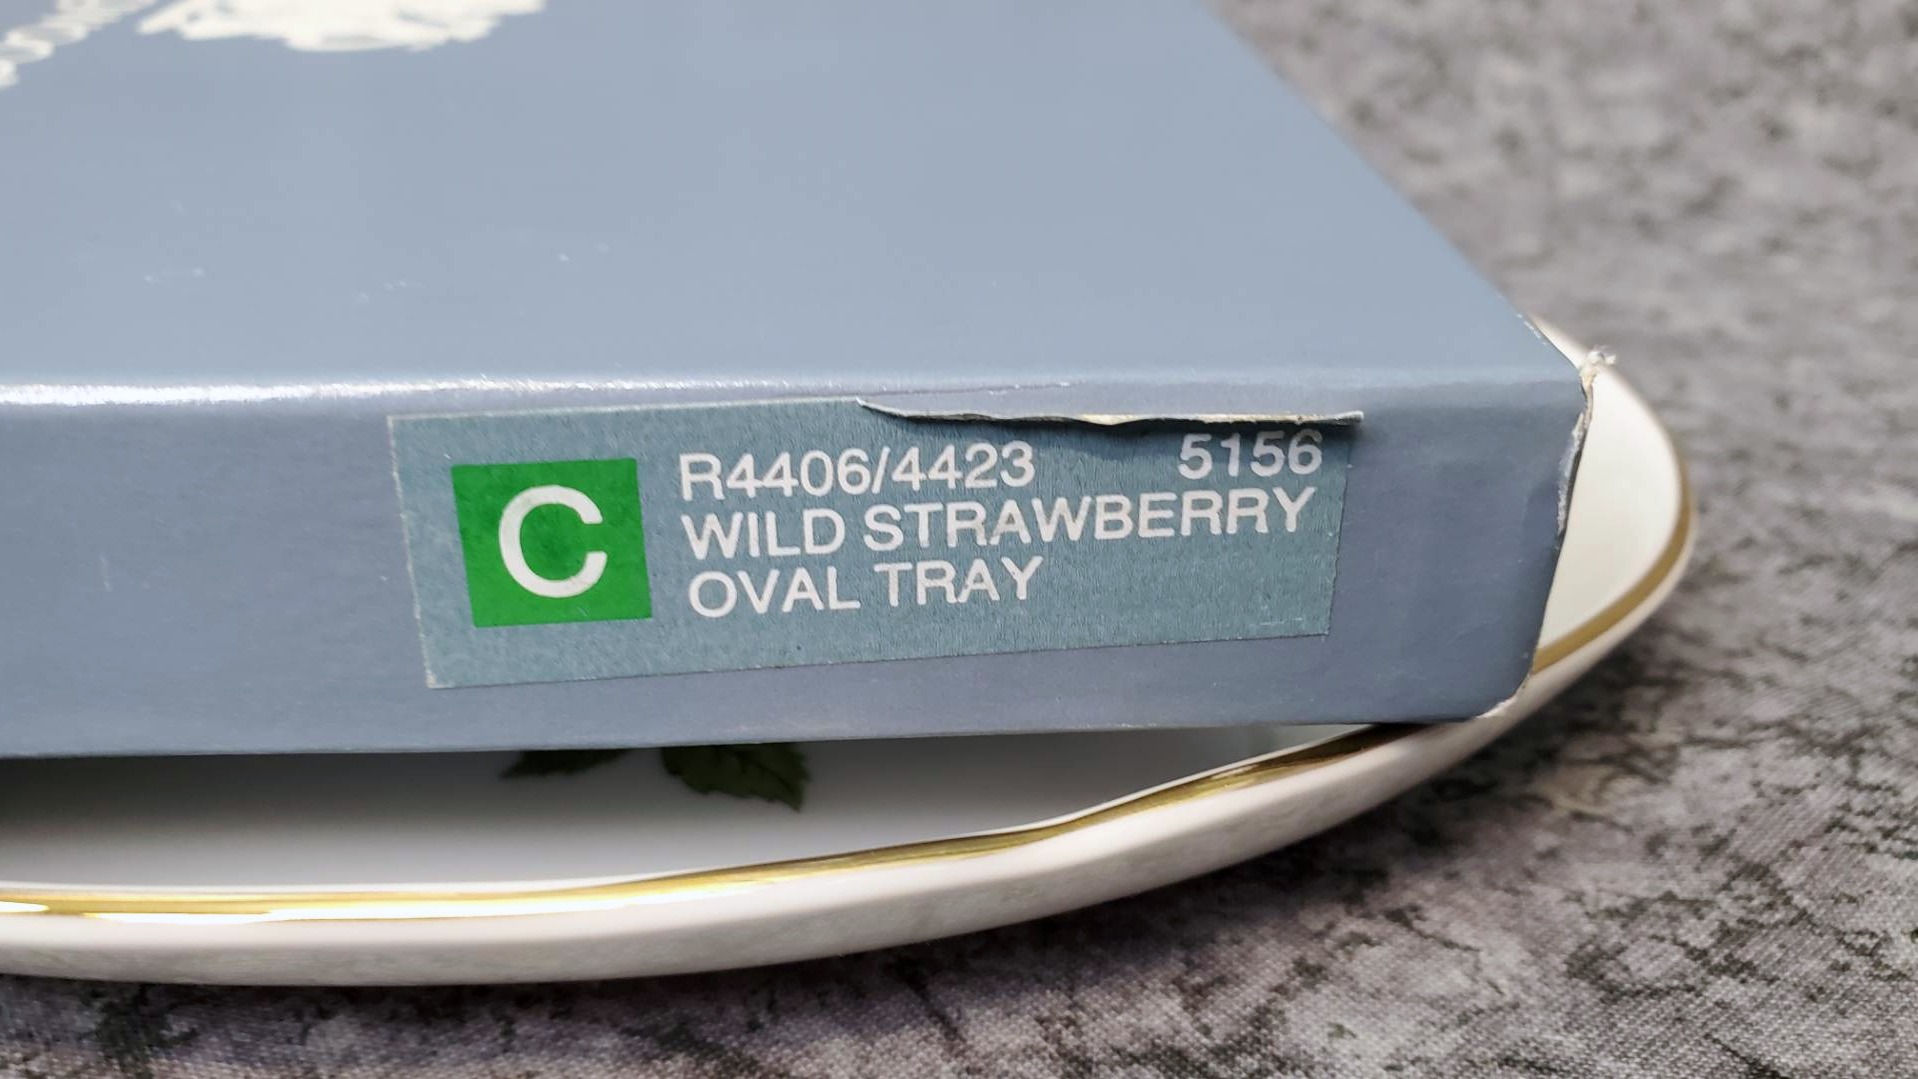 C
R4406/4423 5156
WILD STRAWBERRY
OVAL TRAY